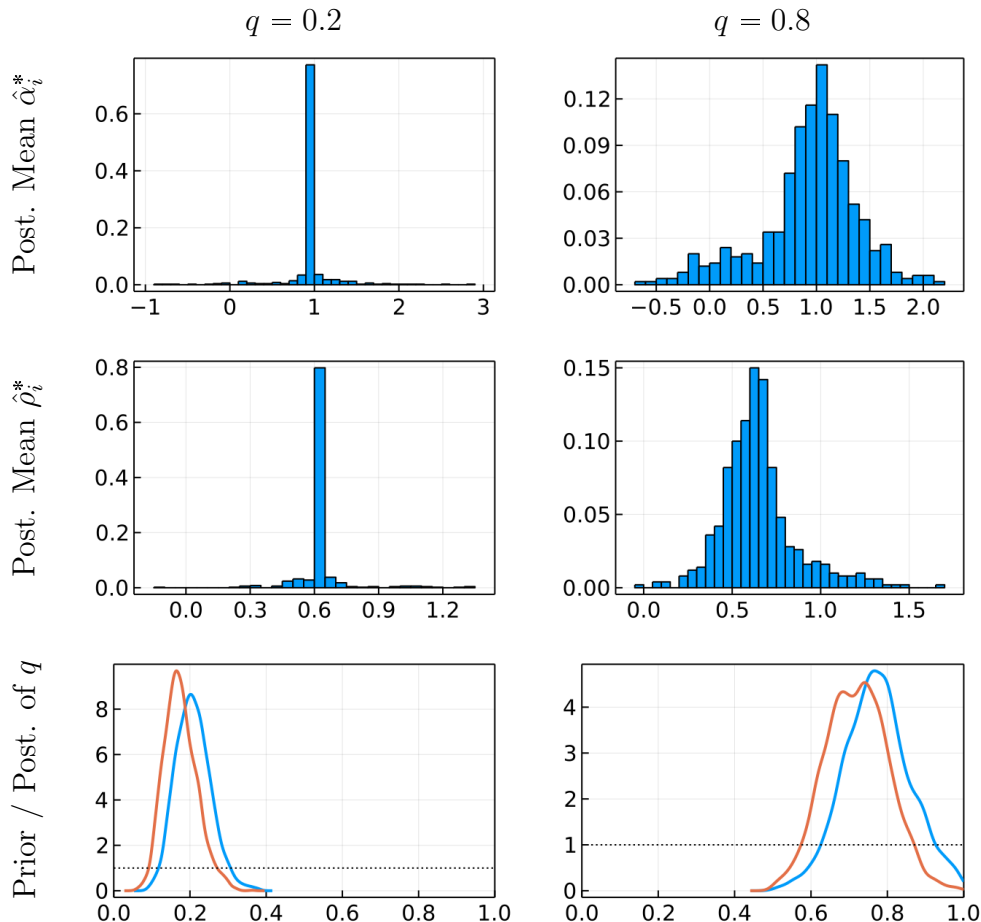 q = 0.2
q = 0.8
Post. Mean α̂*ᵢ
0.6
0.4
0.2
0.0
−1 0 1 2 3
0.12
0.09
0.06
0.03
0.00
−0.5 0.0 0.5 1.0 1.5 2.0
Post. Mean ρ̂*ᵢ
0.8
0.6
0.4
0.2
0.0
0.0 0.3 0.6 0.9 1.2
0.15
0.10
0.05
0.00
0.0 0.5 1.0 1.5
Prior / Post. of q
8
6
4
2
0
0.0 0.2 0.4 0.6 0.8 1.0
4
3
2
1
0
0.0 0.2 0.4 0.6 0.8 1.0